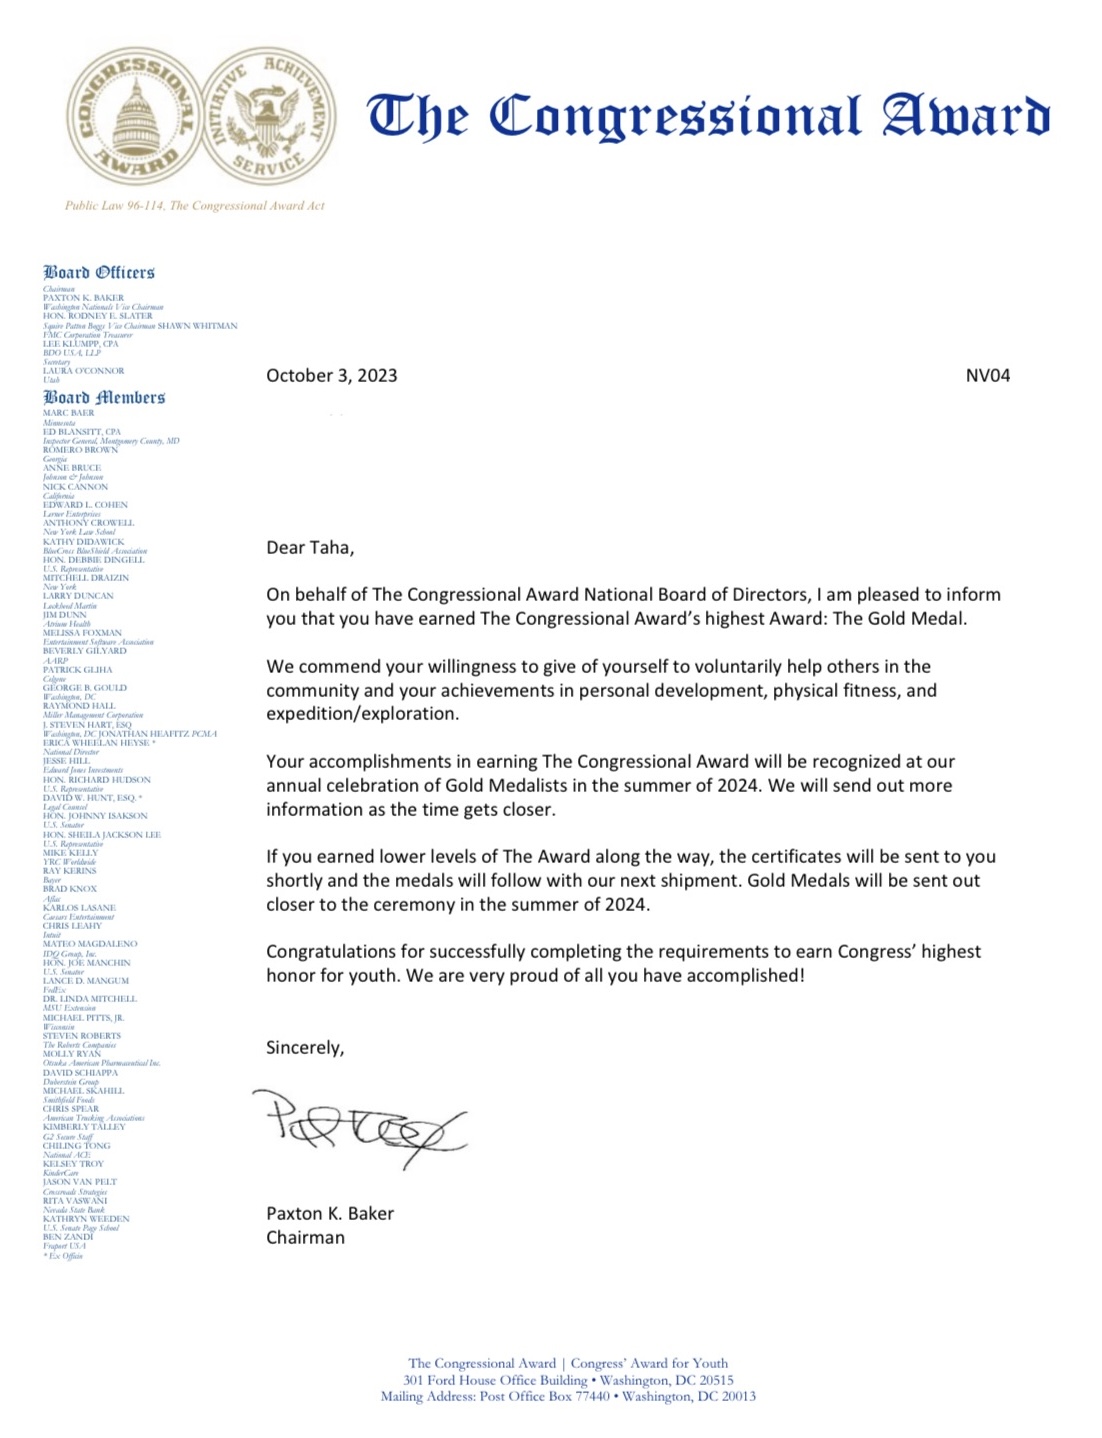 CONGRESSIONAL AWARD
INITIATIVE ACHIEVEMENT SERVICE
The Congressional Award
Public Law 96-114, The Congressional Award Act
Board Officers
Chairman
PAXTON K. BAKER
Washington Nationals Vice Chairman
HON. RODNEY E. SLATER
Squire Patton Boggs Vice Chairman SHAWN WHITMAN
FMC Corporation Treasurer
LEE KLUMPP, CPA
BDO USA, LLP
Secretary
LAURA O'CONNOR
Utah
Board Members
MARC BAER
Minnesota
ED BLANSITT, CPA
Inspector General, Montgomery County, MD
ROMERO BROWN
Georgia
ANNE BRUCE
Johnson & Johnson
NICK CANNON
California
EDWARD L. COHEN
Lerner Enterprises
ANTHONY CROWELL
New York Law School
KATHY DIDAWICK
BlueCross BlueShield Association
HON. DEBBIE DINGELL
U.S. Representative
MITCHELL DRAIZIN
New York
LARRY DUNCAN
Lockheed Martin
JIM DUNN
Atrium Health
MELISSA FOXMAN
Entertainment Software Association
BEVERLY GILYARD
AARP
PATRICK GLIHA
Celgene
GEORGE B. GOULD
Washington, DC
RAYMOND HALL
Miller Management Corporation
J. STEVEN HART, ESQ
Washington, DC JONATHAN HEAFITZ PCMA
ERICA WHEELAN HEYSE *
National Director
JESSE HILL
Edward Jones Investments
HON. RICHARD HUDSON
U.S. Representative
DAVID W. HUNT, ESQ. *
Legal Counsel
HON. JOHNNY ISAKSON
U.S. Senator
HON. SHEILA JACKSON LEE
U.S. Representative
MIKE KELLY
YRC Worldwide
RAY KERINS
Bayer
BRAD KNOX
Aflac
KARLOS LASANE
Caesars Entertainment
CHRIS LEAHY
Intuit
MATEO MAGDALENO
IDQ Group, Inc.
HON. JOE MANCHIN
U.S. Senator
LANCE D. MANGUM
FedEx
DR. LINDA MITCHELL
MSU Extension
MICHAEL PITTS, JR.
Wisconsin
STEVEN ROBERTS
The Roberts Companies
MOLLY RYAN
Otsuka American Pharmaceutical Inc.
DAVID SCHIAPPA
Duberstein Group
MICHAEL SKAHILL
Smithfield Foods
CHRIS SPEAR
American Trucking Associations
KIMBERLY TALLEY
G2 Secure Staff
CHILING TONG
National ACE
KELSEY TROY
KinderCare
JASON VAN PELT
Crossroads Strategies
RITA VASWANI
Nevada State Bank
KATHRYN WEEDEN
U.S. Senate Page School
BEN ZANDI
Fraport USA
* Ex Officio
October 3, 2023 NV04
Dear Taha,
On behalf of The Congressional Award National Board of Directors, I am pleased to inform
you that you have earned The Congressional Award’s highest Award: The Gold Medal.
We commend your willingness to give of yourself to voluntarily help others in the
community and your achievements in personal development, physical fitness, and
expedition/exploration.
Your accomplishments in earning The Congressional Award will be recognized at our
annual celebration of Gold Medalists in the summer of 2024. We will send out more
information as the time gets closer.
If you earned lower levels of The Award along the way, the certificates will be sent to you
shortly and the medals will follow with our next shipment. Gold Medals will be sent out
closer to the ceremony in the summer of 2024.
Congratulations for successfully completing the requirements to earn Congress’ highest
honor for youth. We are very proud of all you have accomplished!
Sincerely,
Paxton K. Baker
Chairman
The Congressional Award | Congress’ Award for Youth
301 Ford House Office Building • Washington, DC 20515
Mailing Address: Post Office Box 77440 • Washington, DC 20013